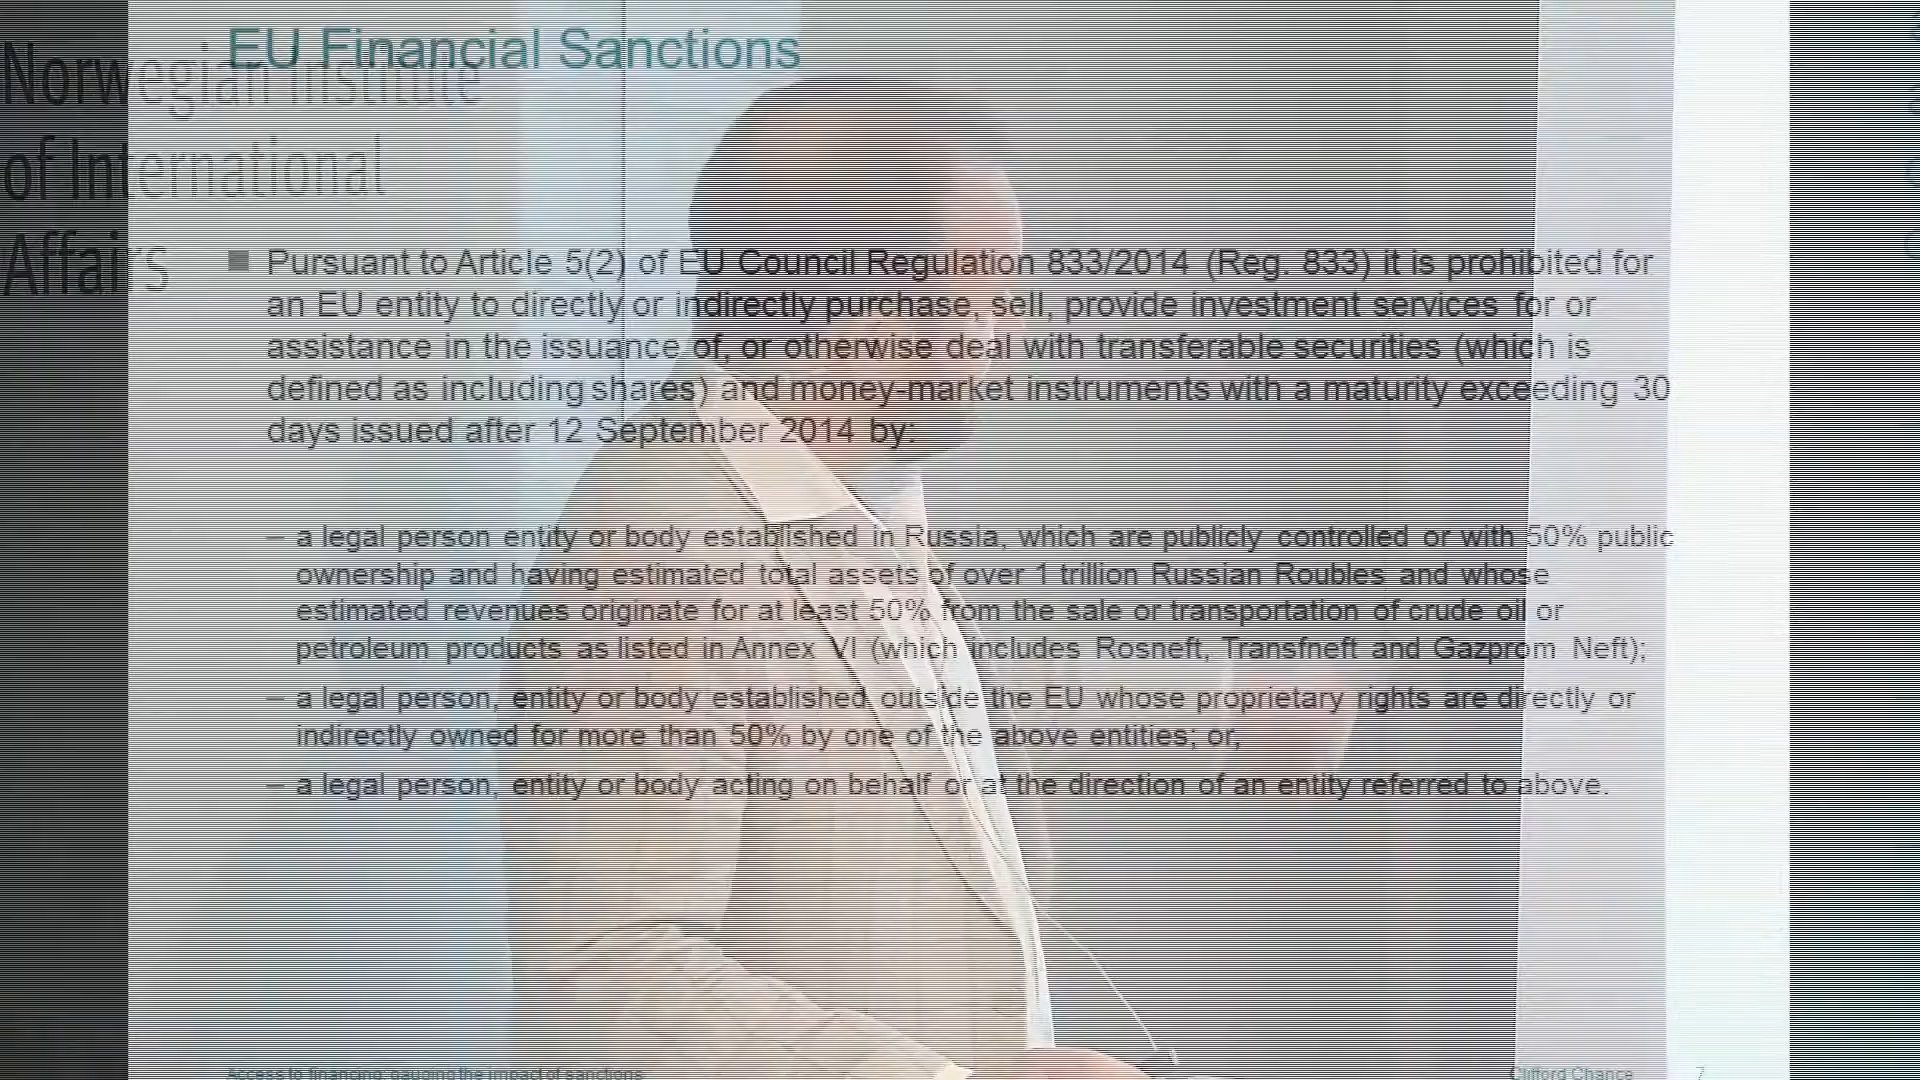 EU Financial Sanctions
Norwegian Institute
of International
Affairs
■ Pursuant to Article 5(2) of EU Council Regulation 833/2014 (Reg. 833) it is prohibited for
an EU entity to directly or indirectly purchase, sell, provide investment services for or
assistance in the issuance of, or otherwise deal with transferable securities (which is
defined as including shares) and money-market instruments with a maturity exceeding 30
days issued after 12 September 2014 by:
– a legal person entity or body established in Russia, which are publicly controlled or with 50% public
ownership and having estimated total assets of over 1 trillion Russian Roubles and whose
estimated revenues originate for at least 50% from the sale or transportation of crude oil or
petroleum products as listed in Annex VI (which includes Rosneft, Transfneft and Gazprom Neft);
– a legal person, entity or body established outside the EU whose proprietary rights are directly or
indirectly owned for more than 50% by one of the above entities; or,
– a legal person, entity or body acting on behalf or at the direction of an entity referred to above.
Access to financing: gauging the impact of sanctions
Clifford Chance
7